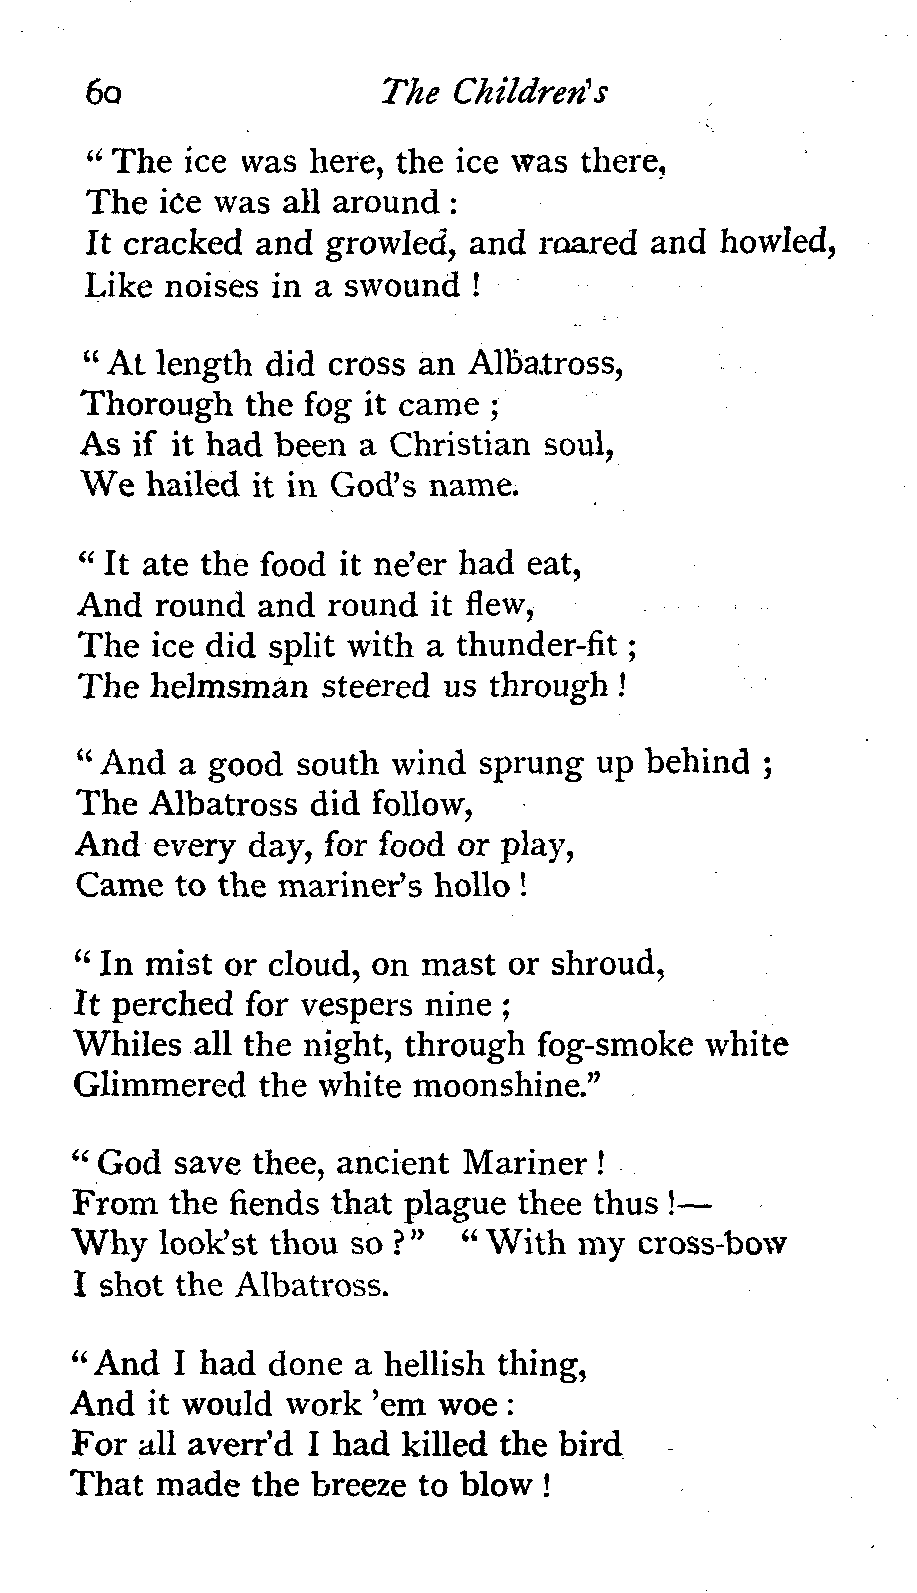 60 The Children's
“ The ice was here, the ice was there,
The ice was all around :
It cracked and growled, and roared and howled,
Like noises in a swound !
“ At length did cross an Albatross,
Thorough the fog it came ;
As if it had been a Christian soul,
We hailed it in God’s name.
“ It ate the food it ne’er had eat,
And round and round it flew,
The ice did split with a thunder-fit ;
The helmsman steered us through !
“ And a good south wind sprung up behind ;
The Albatross did follow,
And every day, for food or play,
Came to the mariner’s hollo !
“ In mist or cloud, on mast or shroud,
It perched for vespers nine ;
Whiles all the night, through fog-smoke white
Glimmered the white moonshine.”
“ God save thee, ancient Mariner !
From the fiends that plague thee thus !—
Why look’st thou so ?” “ With my cross-bow
I shot the Albatross.
“ And I had done a hellish thing,
And it would work ’em woe :
For all averr’d I had killed the bird
That made the breeze to blow !